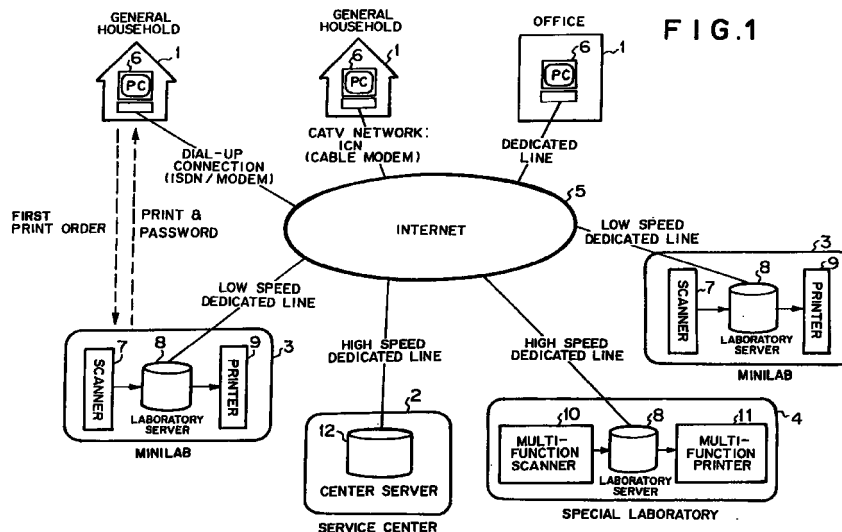 GENERAL
HOUSEHOLD
1
6
PC
GENERAL
HOUSEHOLD
1
6
PC
OFFICE
6
1
PC
FIG.1
DIAL-UP
CONNECTION
(ISDN/MODEM)
CATV NETWORK:
ICN
(CABLE MODEM)
DEDICATED
LINE
FIRST
PRINT ORDER
PRINT &
PASSWORD
INTERNET
5
LOW SPEED
DEDICATED LINE
LOW SPEED
DEDICATED LINE
HIGH SPEED
DEDICATED LINE
HIGH SPEED
DEDICATED LINE
7
8
9
3
SCANNER
LABORATORY
SERVER
PRINTER
MINILAB
3
7
8
9
SCANNER
LABORATORY
SERVER
PRINTER
MINILAB
2
12
CENTER SERVER
SERVICE CENTER
10
8
11
4
MULTI-
FUNCTION
SCANNER
LABORATORY
SERVER
MULTI-
FUNCTION
PRINTER
SPECIAL LABORATORY